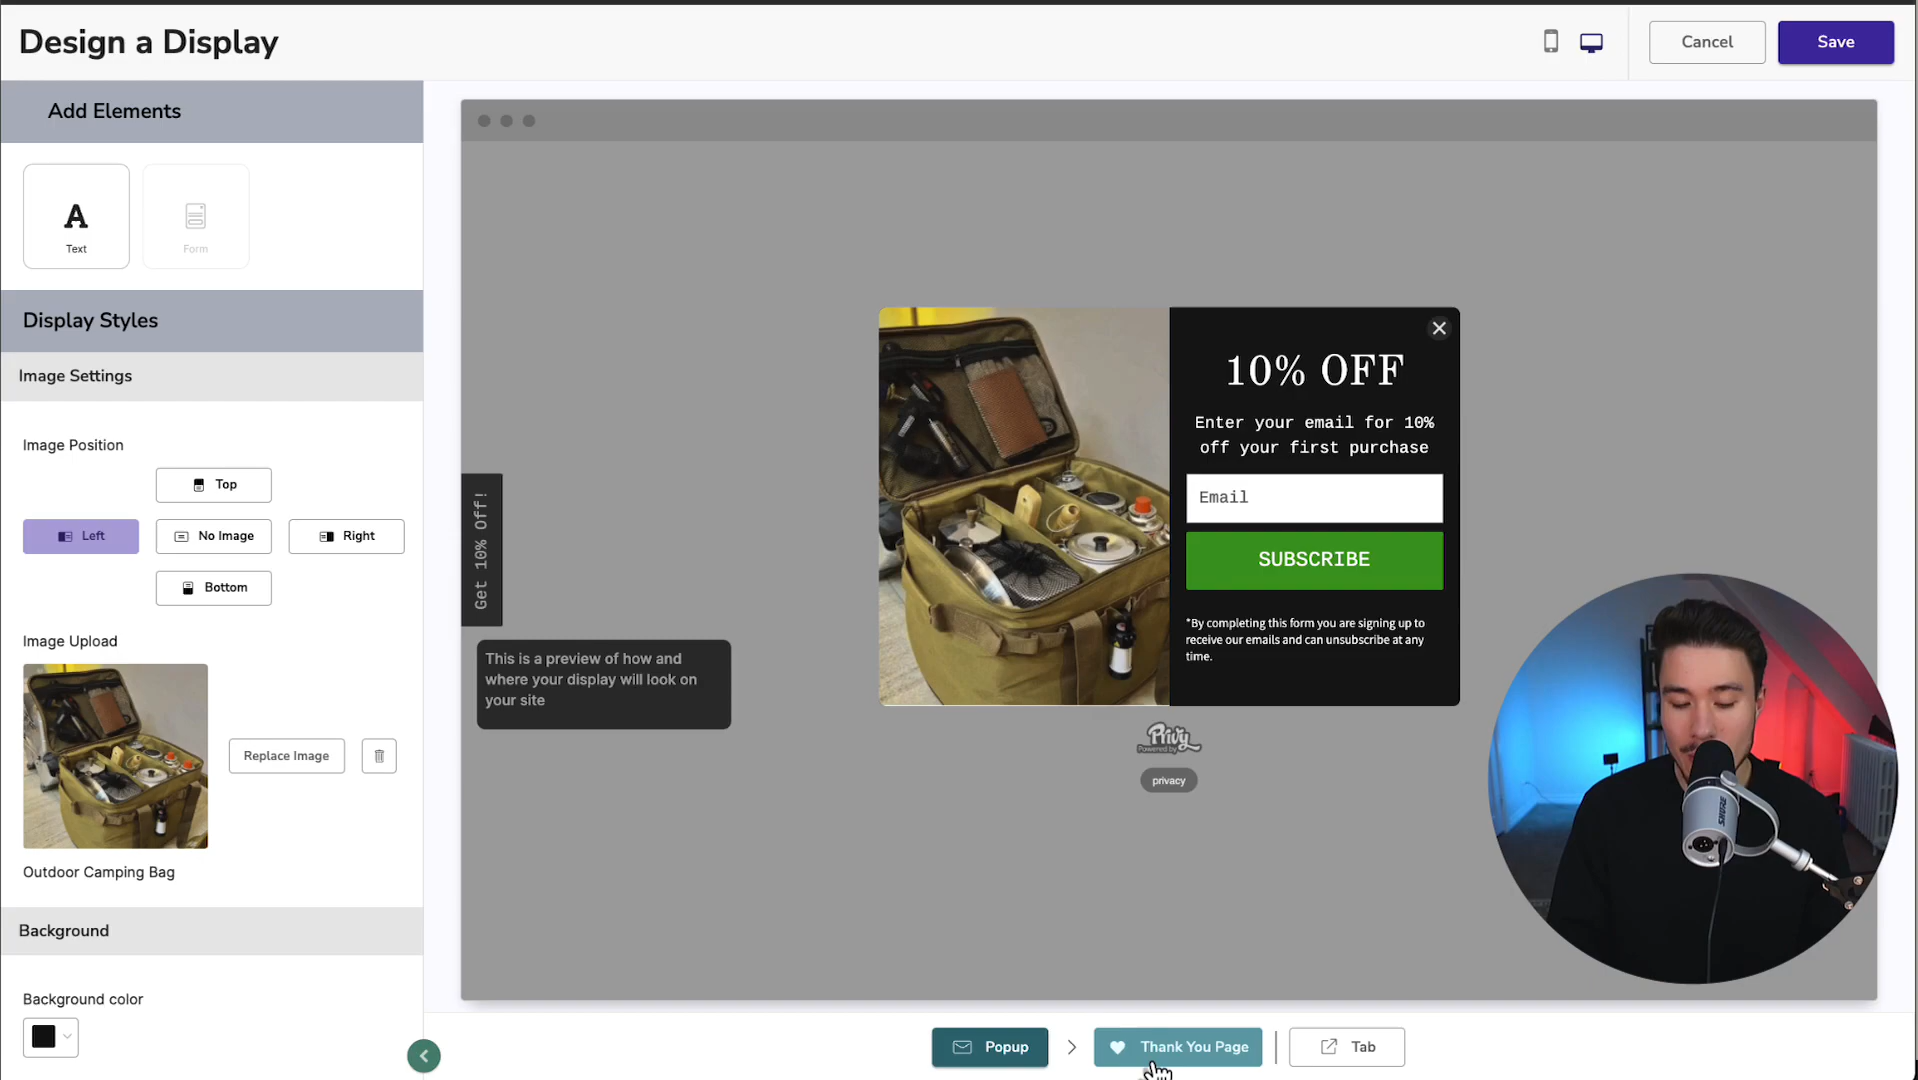 Design a Display
Cancel
Save
Add Elements
A
Text
Form
Display Styles
Image Settings
Image Position
Top
Left
No Image
Right
Bottom
Image Upload
Replace Image
Outdoor Camping Bag
Background
Background color
Get 10% Off!
This is a preview of how and
where your display will look on
your site
10% OFF
Enter your email for 10%
off your first purchase
Email
SUBSCRIBE
*By completing this form you are signing up to
receive our emails and can unsubscribe at any
time.
Privy
Powered by
privacy
SHURE
Popup
Thank You Page
Tab